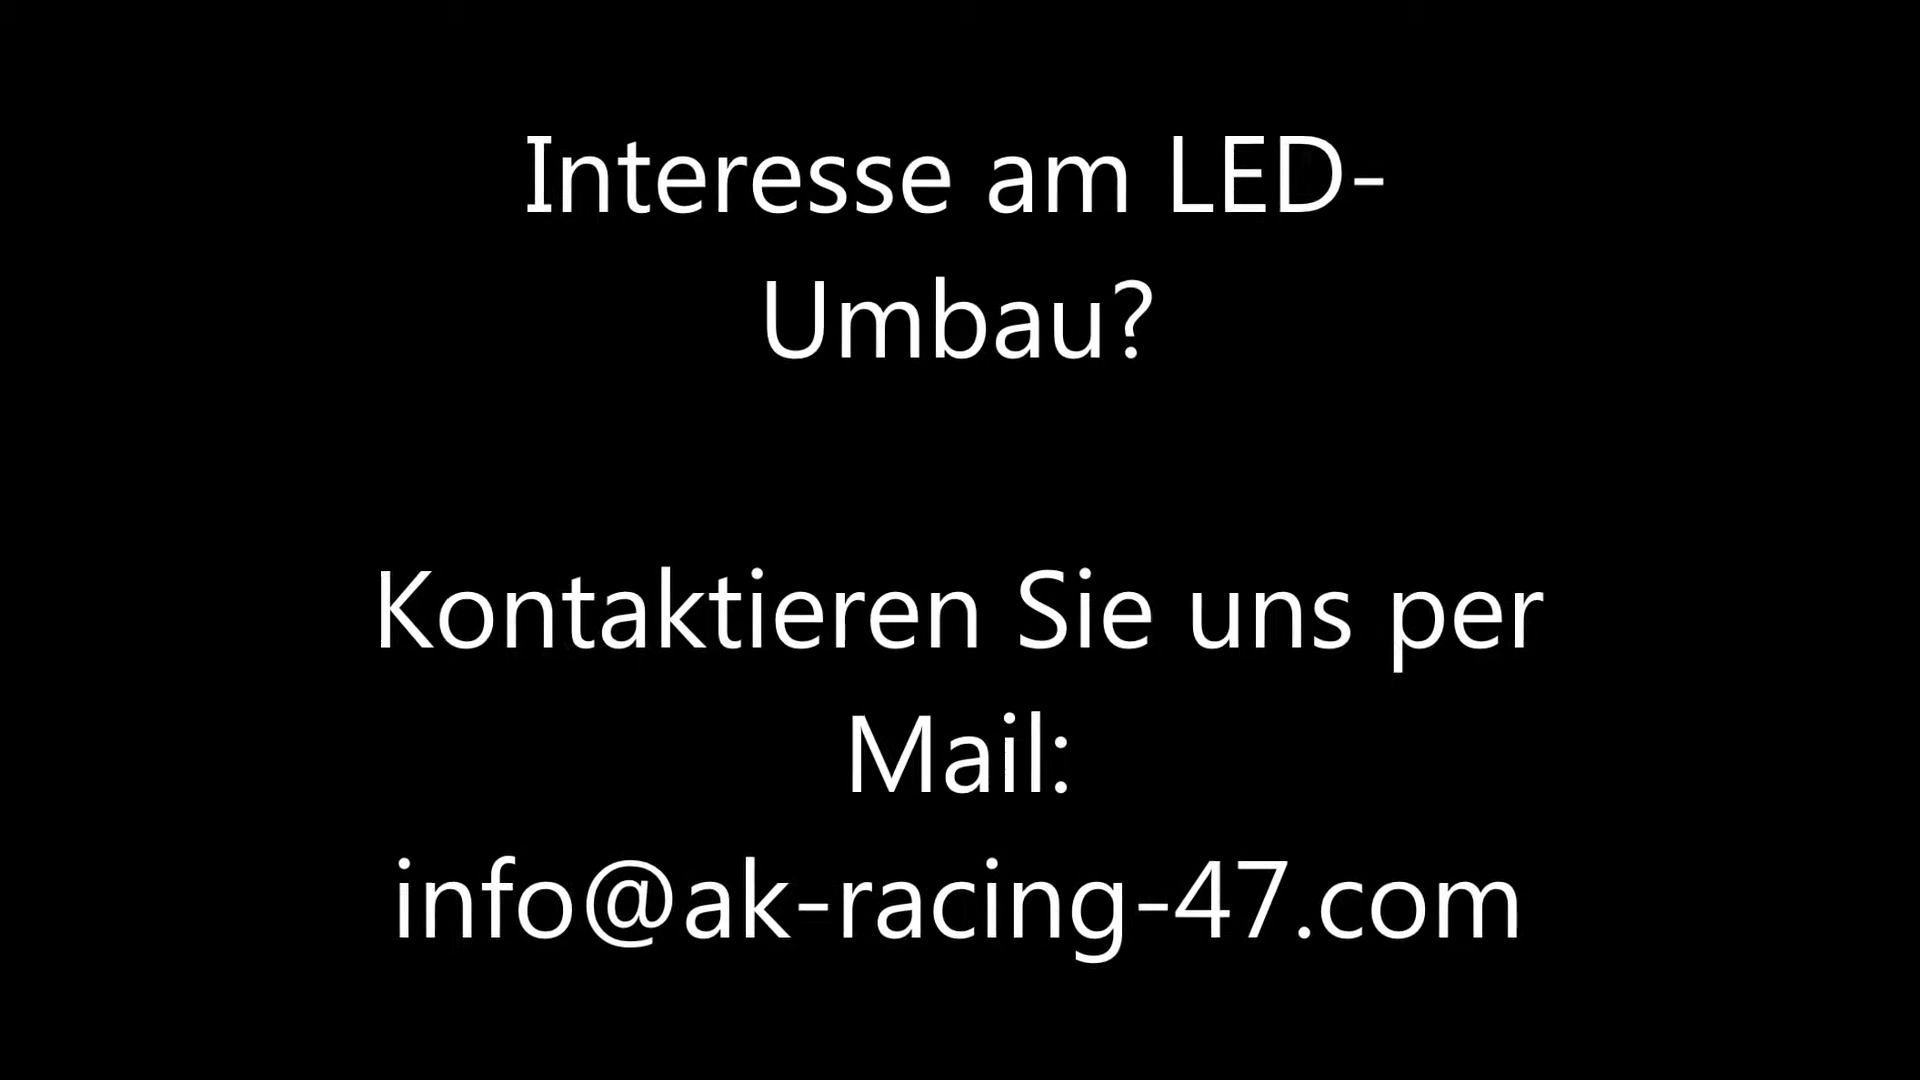 Interesse am LED-
Umbau?
Kontaktieren Sie uns per
Mail:
info@ak-racing-47.com